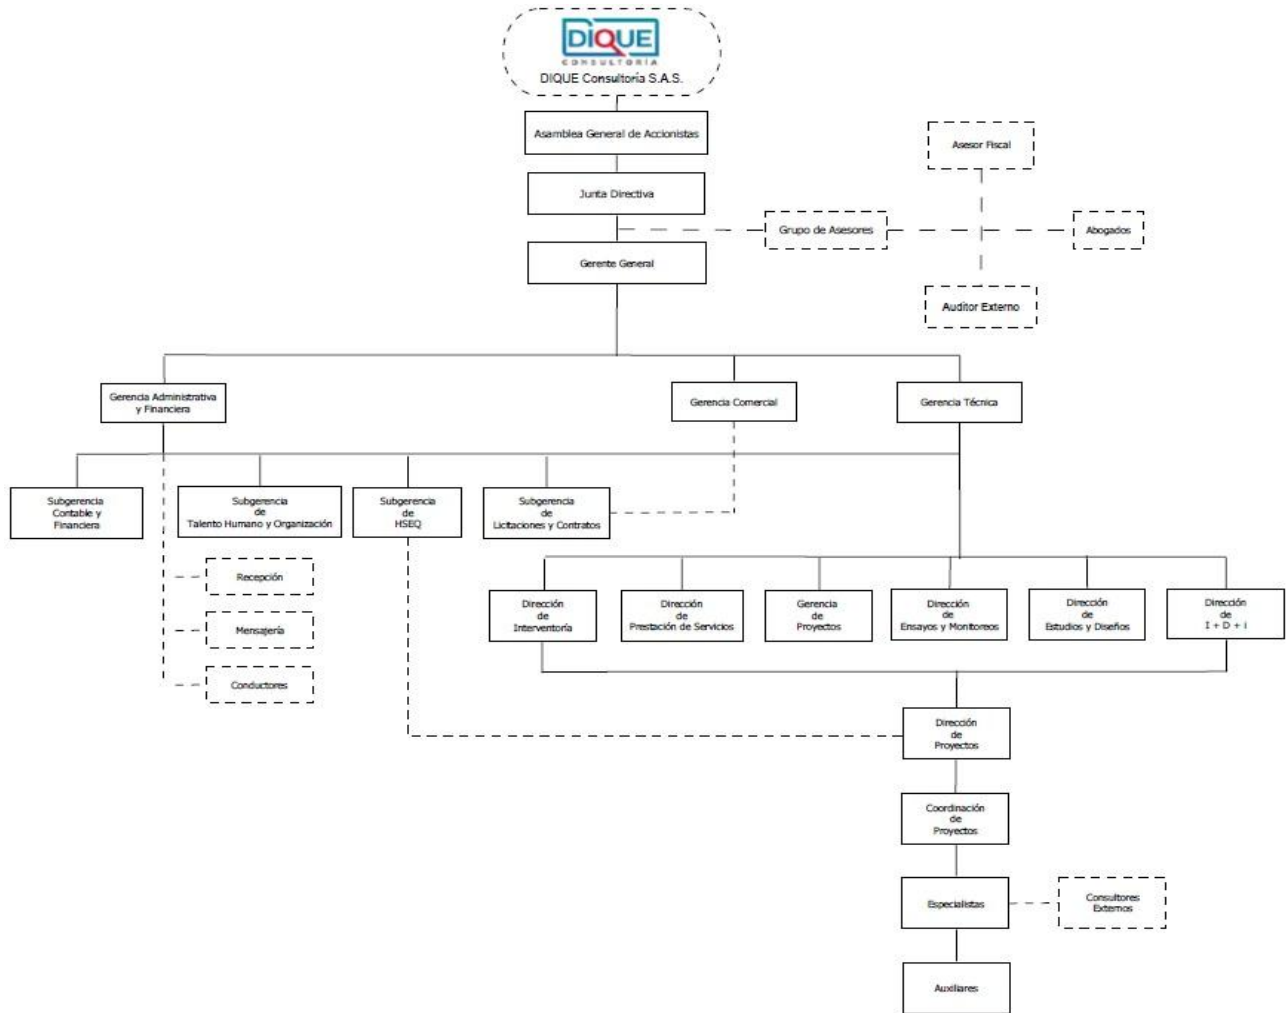 DIQUE
CONSULTORÍA
DIQUE Consultoría S.A.S.
Asamblea General de Accionistas
Asesor Fiscal
Junta Directiva
Grupo de Asesores
Abogados
Gerente General
Auditor Externo
Gerencia Administrativa
y Financiera
Gerencia Comercial
Gerencia Técnica
Subgerencia
Contable y
Financiera
Subgerencia
de
Talento Humano y Organización
Subgerencia
de
HSEQ
Subgerencia
de
Licitaciones y Contratos
Recepción
Mensajería
Conductores
Dirección
de
Interventoría
Dirección
de
Prestación de Servicios
Gerencia
de
Proyectos
Dirección
de
Ensayos y Monitoreos
Dirección
de
Estudios y Diseños
Dirección
de
I + D + i
Dirección
de
Proyectos
Coordinación
de
Proyectos
Especialistas
Consultores
Externos
Auxiliares